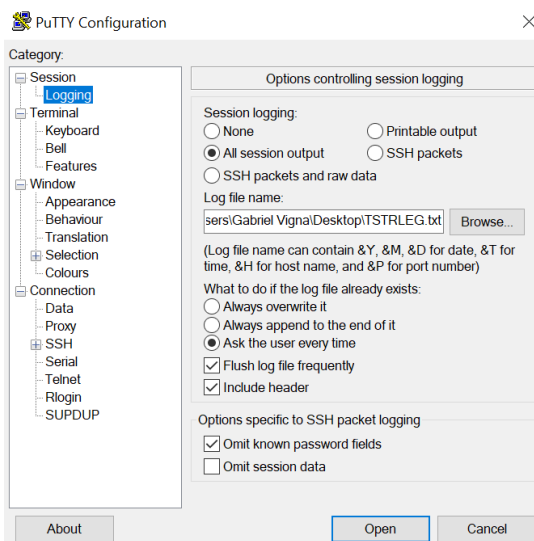 PuTTY Configuration
Category:
Session
Logging
Terminal
Keyboard
Bell
Features
Window
Appearance
Behaviour
Translation
Selection
Colours
Connection
Data
Proxy
SSH
Serial
Telnet
Rlogin
SUPDUP
Options controlling session logging
Session logging:
None Printable output
All session output SSH packets
SSH packets and raw data
Log file name:
sers\Gabriel Vigna\Desktop\TSTRLEG.txt Browse...
(Log file name can contain &Y, &M, &D for date, &T for
time, &H for host name, and &P for port number)
What to do if the log file already exists:
Always overwrite it
Always append to the end of it
Ask the user every time
Flush log file frequently
Include header
Options specific to SSH packet logging
Omit known password fields
Omit session data
About Open Cancel